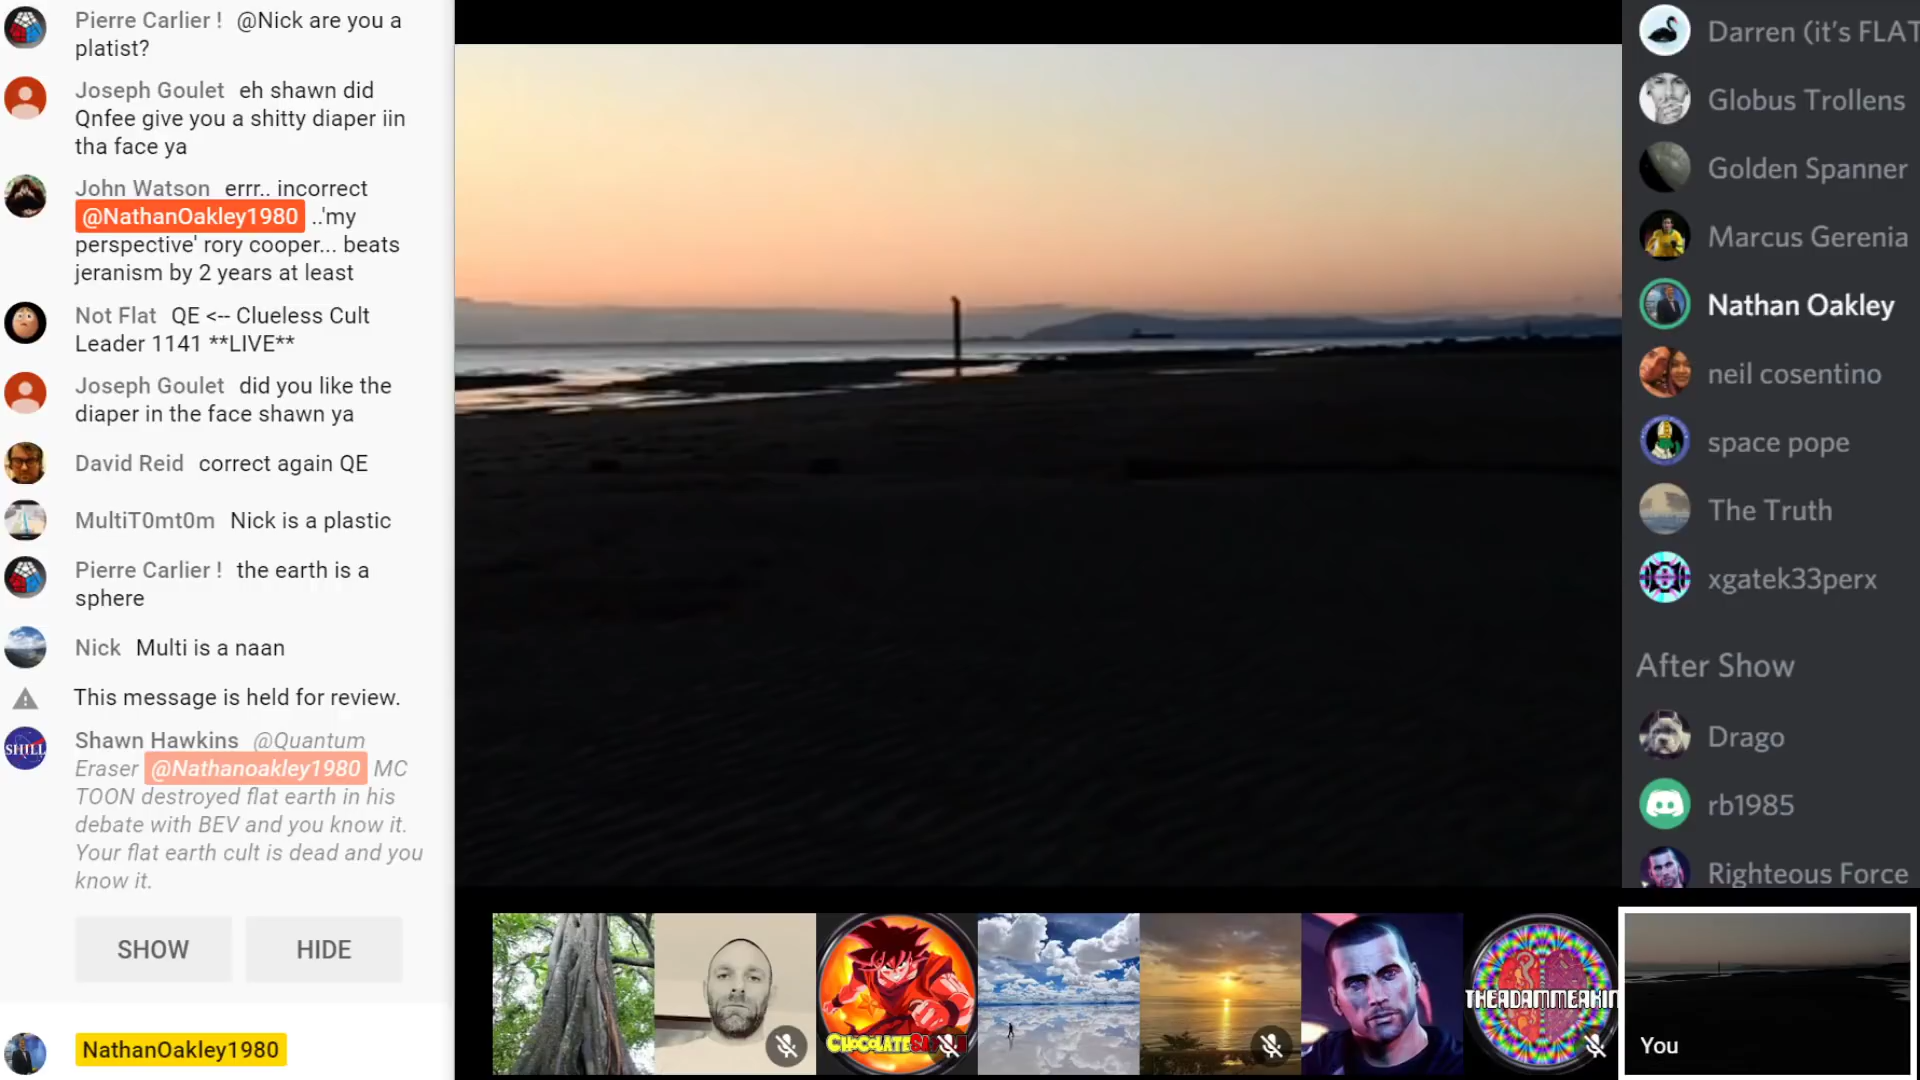 Pierre Carlier ! @Nick are you a
platist?
Joseph Goulet eh shawn did
Qnfee give you a shitty diaper iin
tha face ya
John Watson errr.. incorrect
@NathanOakley1980 ..'my
perspective' rory cooper... beats
jeranism by 2 years at least
Not Flat QE <-- Clueless Cult
Leader 1141 **LIVE**
Joseph Goulet did you like the
diaper in the face shawn ya
David Reid correct again QE
MultiT0mt0m Nick is a plastic
Pierre Carlier ! the earth is a
sphere
Nick Multi is a naan
This message is held for review.
SHILL
Shawn Hawkins @Quantum
Eraser @Nathanoakley1980 MC
TOON destroyed flat earth in his
debate with BEV and you know it.
Your flat earth cult is dead and you
know it.
SHOW HIDE
NathanOakley1980
Darren (it's FLAT
Globus Trollens
Golden Spanner
Marcus Gerenia
Nathan Oakley
neil cosentino
space pope
The Truth
xgatek33perx
After Show
Drago
rb1985
Righteous Force
THEADAMMEAKIN
You